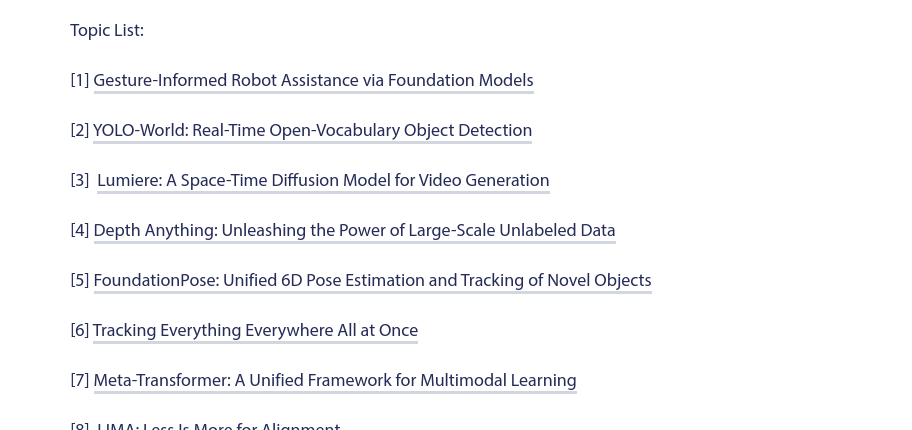 Topic List:
[1] Gesture-Informed Robot Assistance via Foundation Models
[2] YOLO-World: Real-Time Open-Vocabulary Object Detection
[3] Lumiere: A Space-Time Diffusion Model for Video Generation
[4] Depth Anything: Unleashing the Power of Large-Scale Unlabeled Data
[5] FoundationPose: Unified 6D Pose Estimation and Tracking of Novel Objects
[6] Tracking Everything Everywhere All at Once
[7] Meta-Transformer: A Unified Framework for Multimodal Learning
[8] LIMA: Less Is More for Alignment